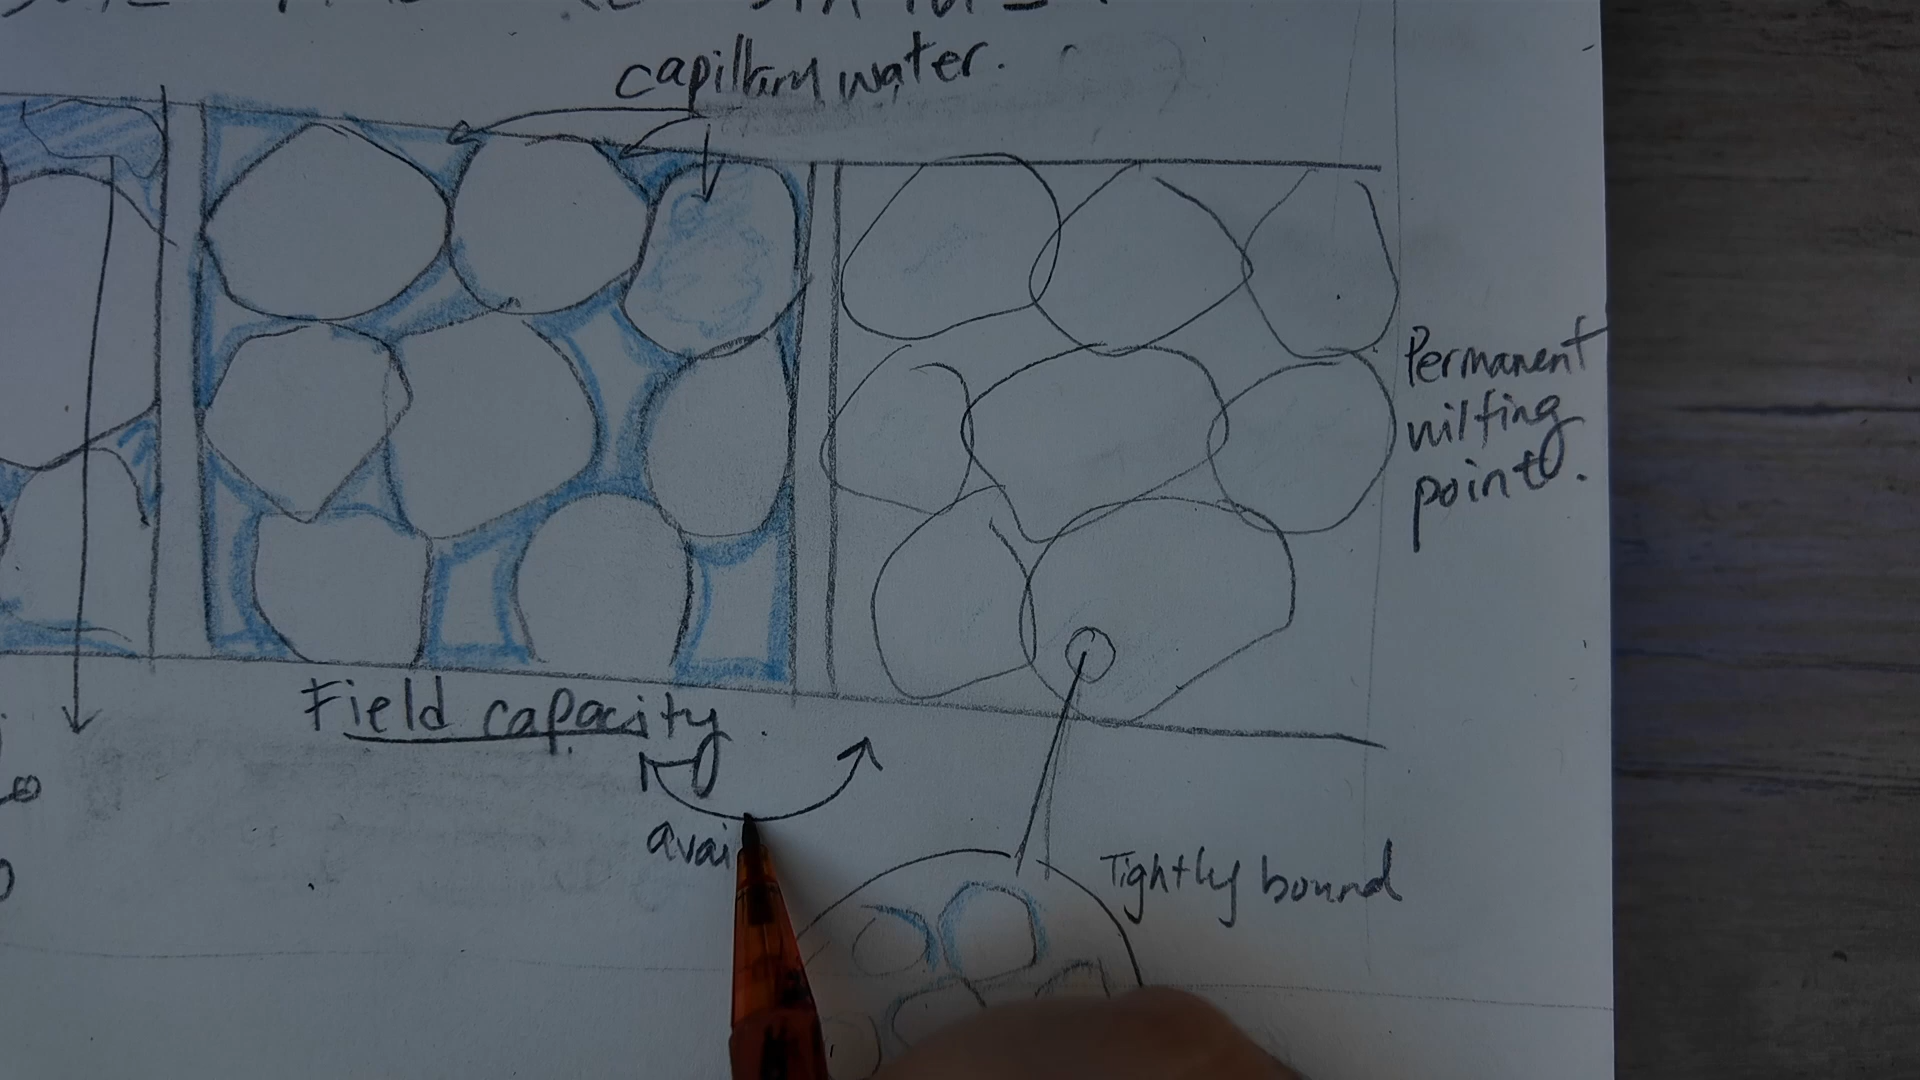 capillary water.
Permanent
wilting
point.
Field capacity.
avai
Tightly bound